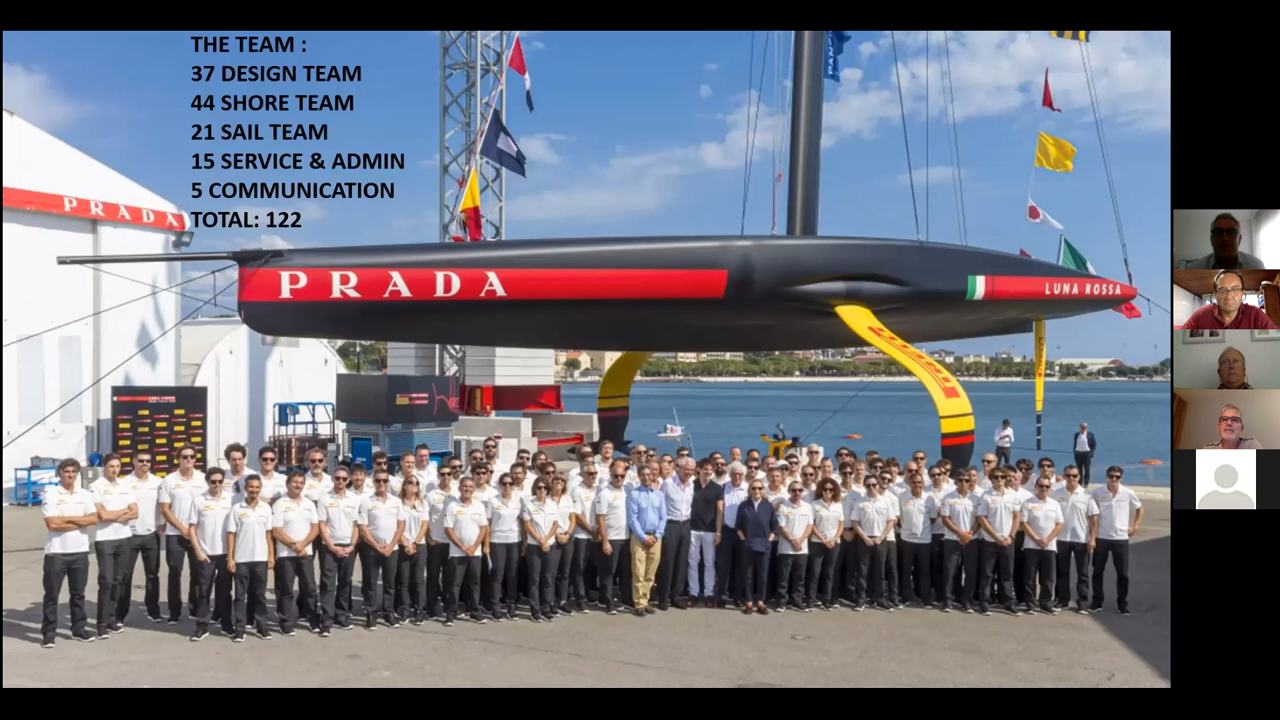 THE TEAM :
37 DESIGN TEAM
44 SHORE TEAM
21 SAIL TEAM
15 SERVICE & ADMIN
5 COMMUNICATION
TOTAL: 122
PRADA
PRADA
LUNA ROSSA
PIRELLI